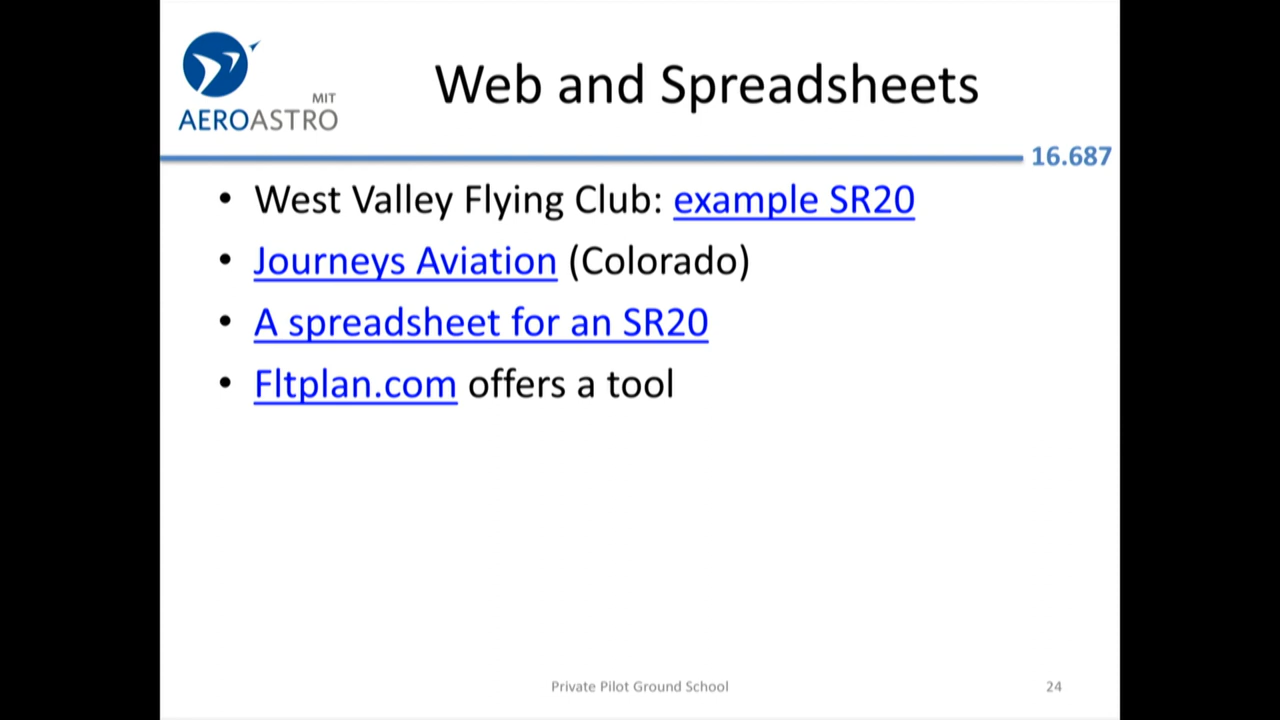 MIT
AEROASTRO
Web and Spreadsheets
16.687
• West Valley Flying Club: example SR20
• Journeys Aviation (Colorado)
• A spreadsheet for an SR20
• Fltplan.com offers a tool
Private Pilot Ground School
24